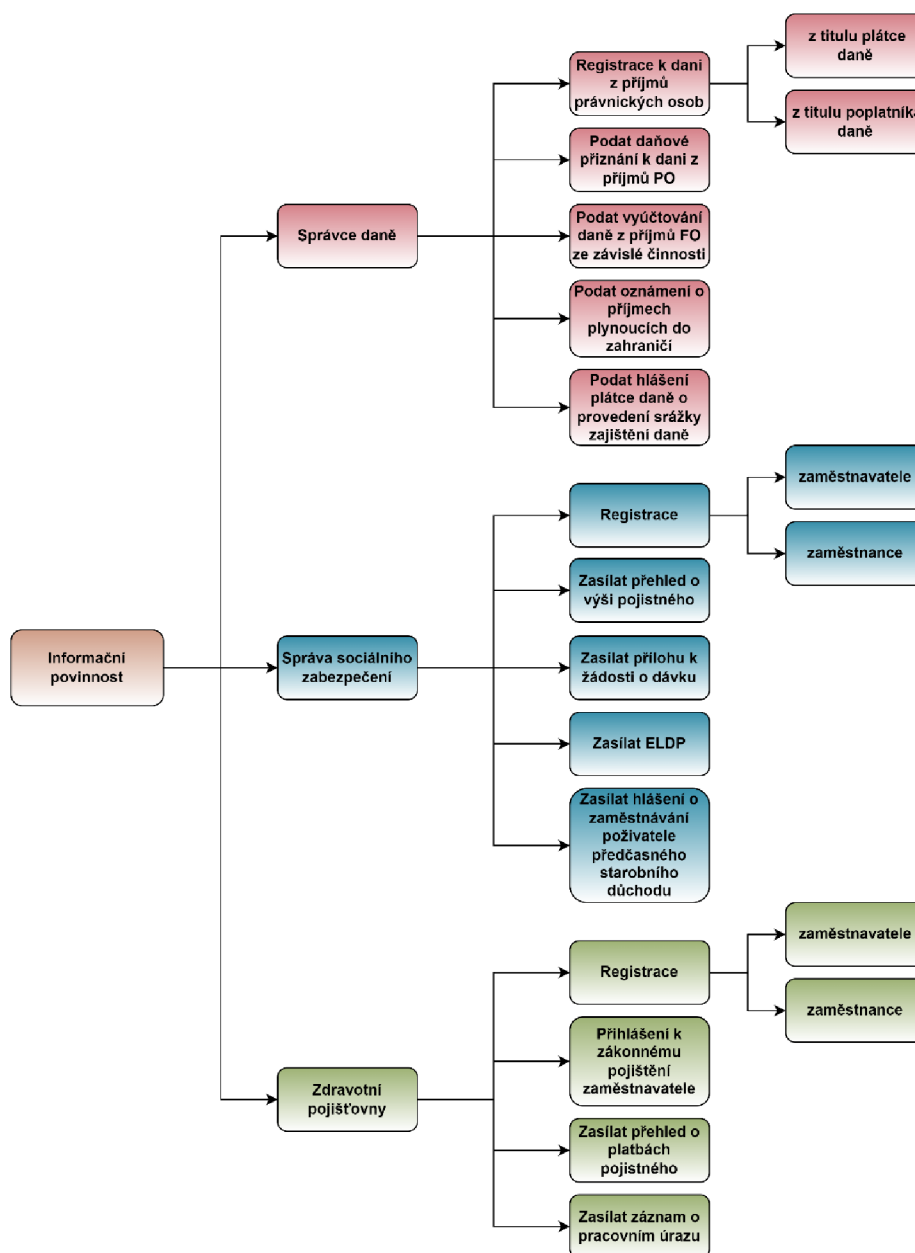 Informační
povinnost
Správce daně
Registrace k dani
z příjmů
právnických osob
z titulu plátce
daně
z titulu poplatníka
daně
Podat daňové
přiznání k dani z
příjmů PO
Podat vyúčtování
daně z příjmů FO
ze závislé činnosti
Podat oznámení o
příjmech
plynoucích do
zahraničí
Podat hlášení
plátce daně o
provedení srážky
zajištění daně
Správa sociálního
zabezpečení
Registrace
zaměstnavatele
zaměstnance
Zasílat přehled o
výši pojistného
Zasílat přílohu k
žádosti o dávku
Zasílat ELDP
Zasílat hlášení o
zaměstnávání
poživatele
předčasného
starobního
důchodu
Zdravotní
pojišťovny
Registrace
zaměstnavatele
zaměstnance
Přihlášení k
zákonnému
pojištění
zaměstnavatele
Zasílat přehled o
platbách
pojistného
Zasílat záznam o
pracovním úrazu